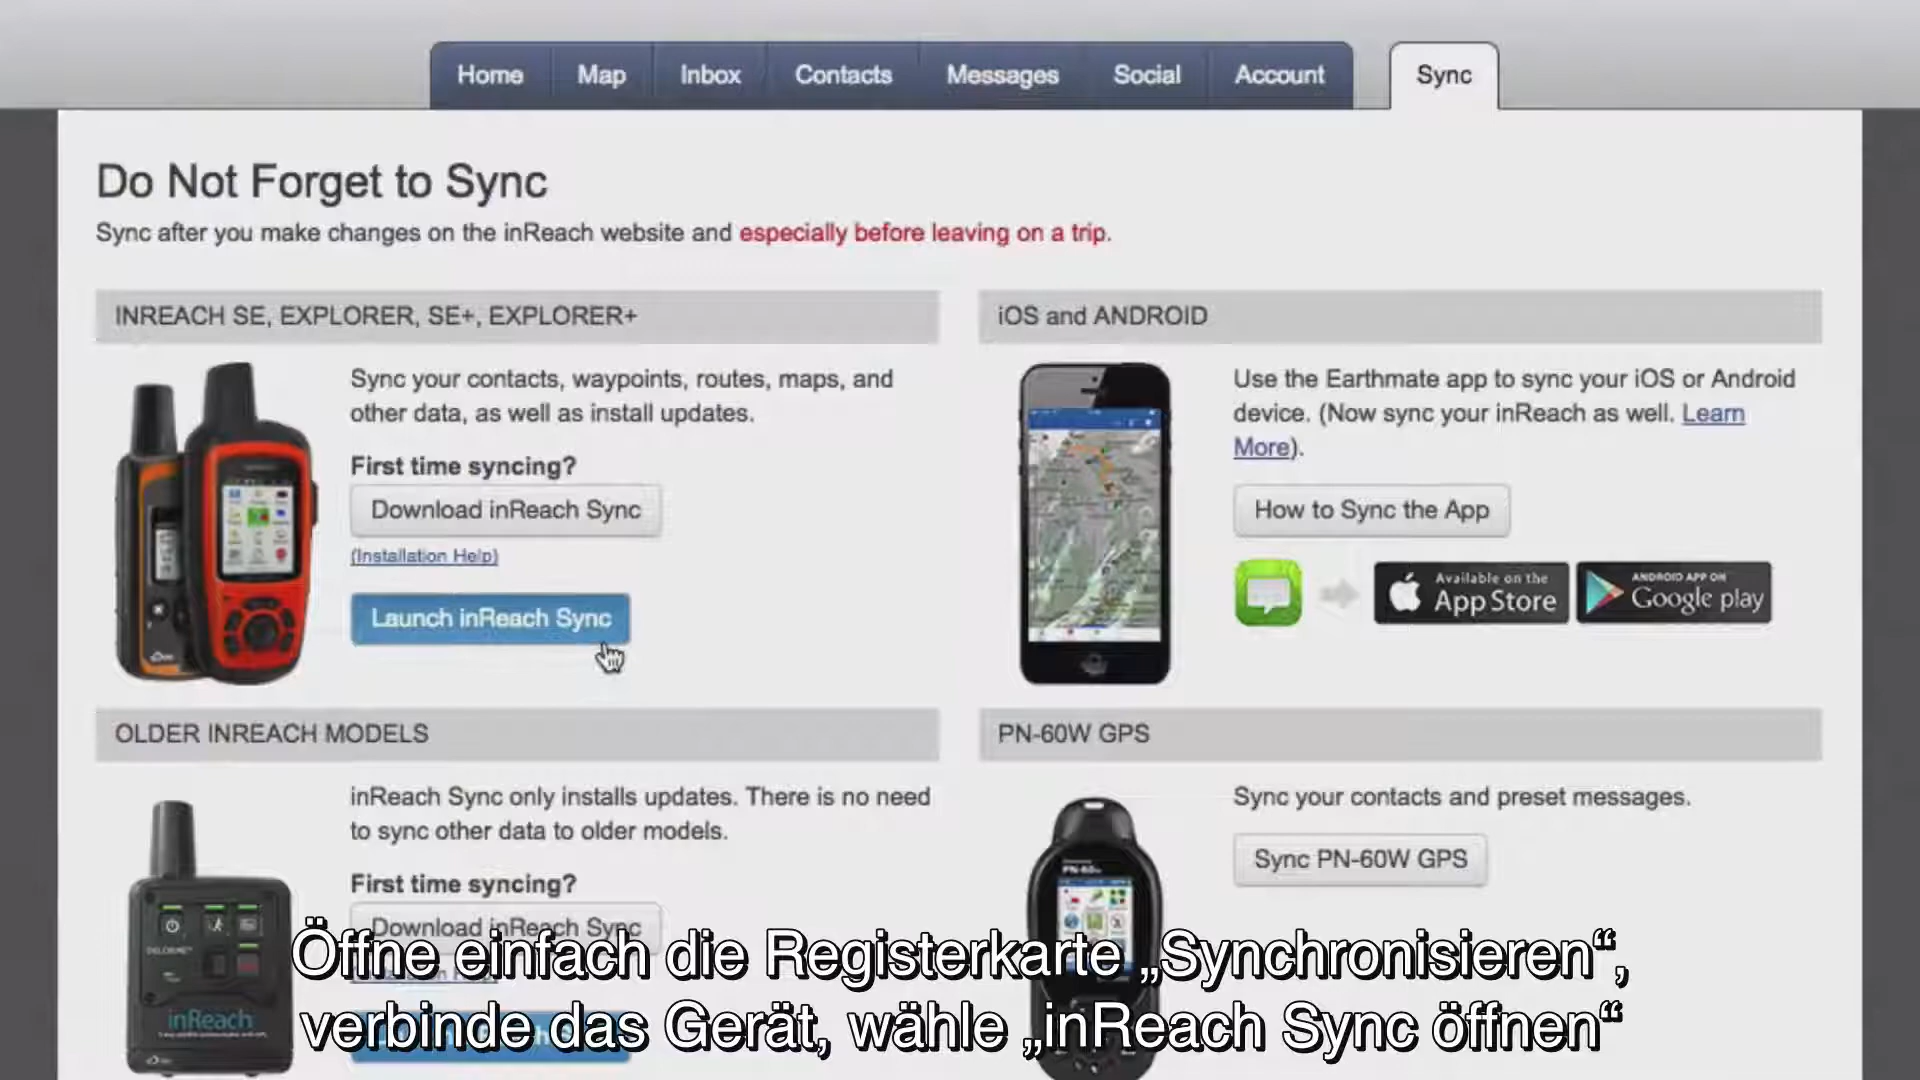 Home Map Inbox Contacts Messages Social Account Sync
Do Not Forget to Sync
Sync after you make changes on the inReach website and especially before leaving on a trip.
INREACH SE, EXPLORER, SE+, EXPLORER+
Sync your contacts, waypoints, routes, maps, and
other data, as well as install updates.
First time syncing?
Download inReach Sync
(Installation Help)
Launch inReach Sync
iOS and ANDROID
Use the Earthmate app to sync your iOS or Android
device. (Now sync your inReach as well. Learn
More).
How to Sync the App
Available on the
App Store
ANDROID APP ON
Google play
OLDER INREACH MODELS
inReach Sync only installs updates. There is no need
to sync other data to older models.
First time syncing?
Download inReach Sync
inReach
PN-60W GPS
Sync your contacts and preset messages.
Sync PN-60W GPS
Öffne einfach die Registerkarte „Synchronisieren“,
verbinde das Gerät, wähle „inReach Sync öffnen“